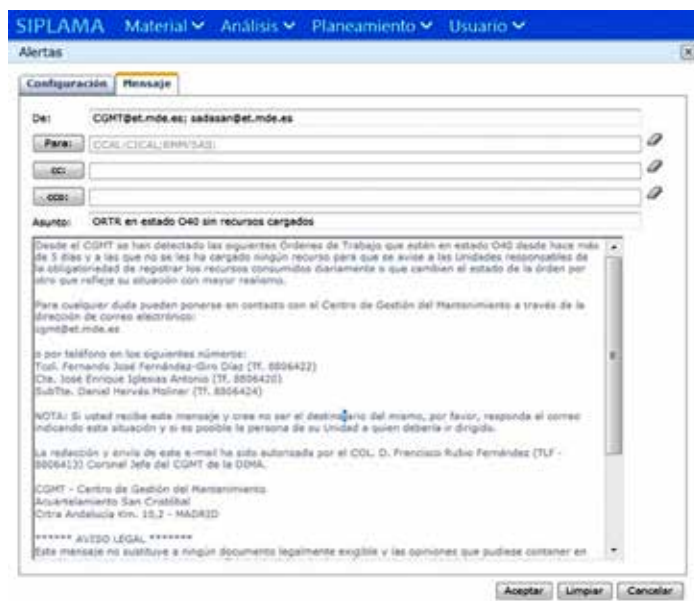 SIPLAMA Material Análisis Planeamiento Usuario
Alertas
Configuración Mensaje
De: CGMT@et.mde.es; sadasan@et.mde.es
Para: CCAL/CICAL;RMM/SAS;
cc:
cco:
Asunto: ORTR en estado O40 sin recursos cargados
Desde el CGMT se han detectado las siguientes Órdenes de Trabajo que están en estado O40 desde hace más
de 5 días y a las que no se les ha cargado ningún recurso para que se avise a las Unidades responsables de
la obligatoriedad de registrar los recursos consumidos diariamente o que cambien el estado de la órden por
otro que refleje su situación con mayor realismo.
Para cualquier duda pueden ponerse en contacto con el Centro de Gestión del Mantenimiento a través de la
dirección de correo electrónico:
cgmt@et.mde.es
o por teléfono en los siguientes números:
Tcol. Fernando José Fernández-Giro Díaz (Tf. 8806422)
Cte. José Enrique Iglesias Antonio (Tf. 8806420)
SubTte. Daniel Hervás Moliner (Tf. 8806424)
NOTA: Si usted recibe este mensaje y cree no ser el destinatario del mismo, por favor, responda el correo
indicando esta situación y si es posible la persona de su Unidad a quien debería ir dirigida.
La redacción y envío de este e-mail ha sido autorizada por el COL. D. Francisco Rubio Fernández (TLF -
8806413) Coronel Jefe del CGMT de la DIMA.
CGMT - Centro de Gestión del Mantenimiento
Acuartelamiento San Cristóbal
Crtra Andalucía Km. 10,2 - MADRID
****** AVISO LEGAL *******
Este mensaje no sustituye a ningún documento legalmente exigible y las opiniones que pudiese contener en
Aceptar Limpiar Cancelar